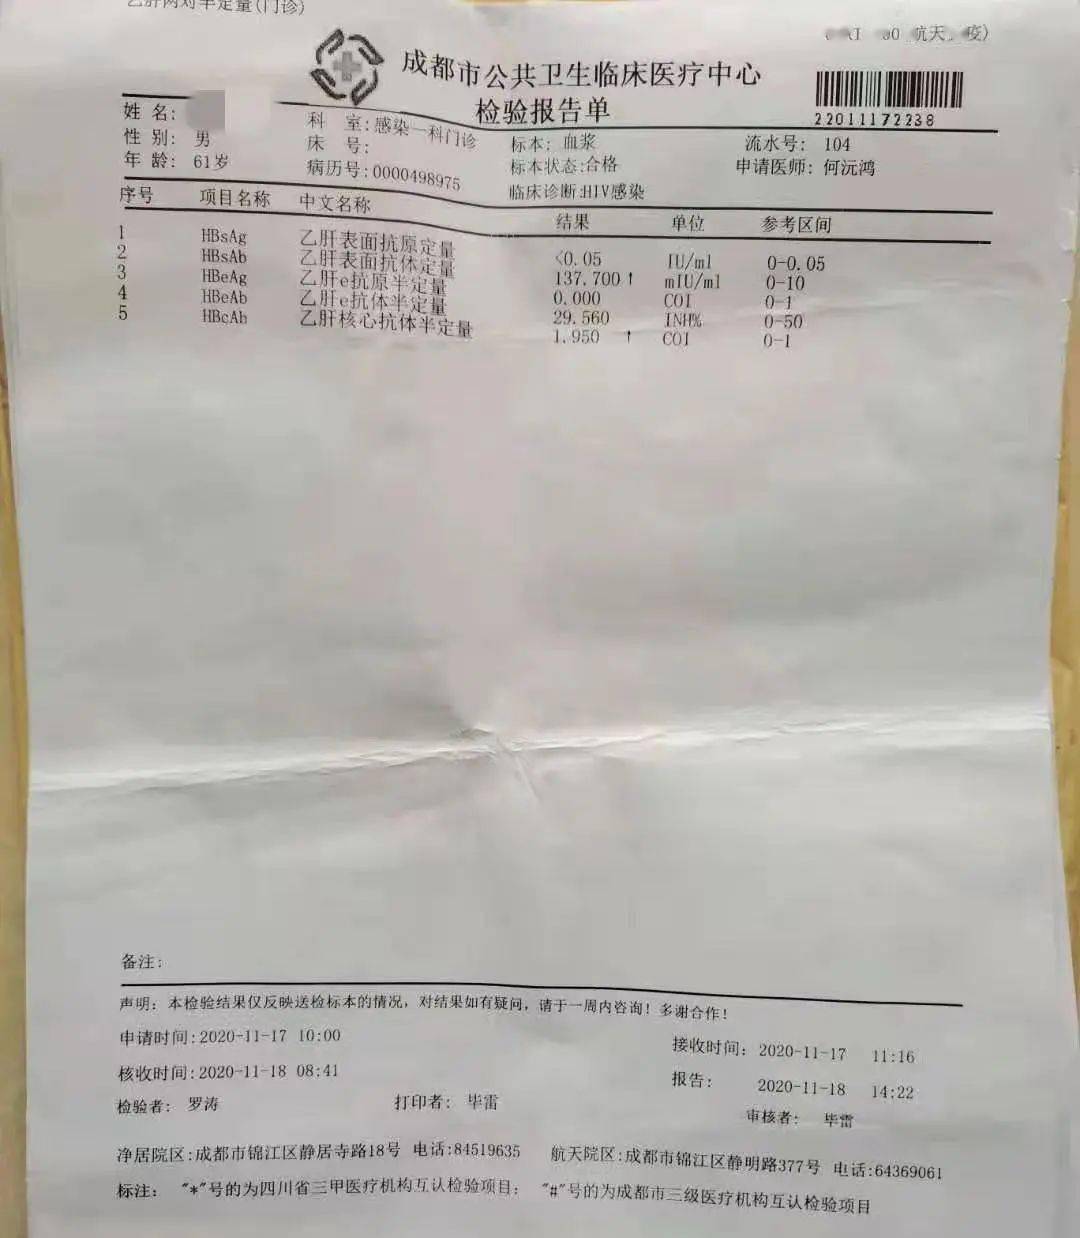 乙肝两对半定量(门诊)
成都市公共卫生临床医疗中心
检验报告单
22011172238
姓 名:
科 室:感染一科门诊 标本: 血浆 流水号: 104
性 别: 男 床 号: 标本状态:合格 申请医师: 何沅鸿
年 龄: 61岁 病历号:0000498975 临床诊断:HIV感染
序号 项目名称 中文名称 结果 单位 参考区间
1 HBsAg 乙肝表面抗原定量 <0.05 IU/ml 0-0.05
2 HBsAb 乙肝表面抗体定量 137.700↑ mIU/ml 0-10
3 HBeAg 乙肝e抗原半定量 0.000 COI 0-1
4 HBeAb 乙肝e抗体半定量 29.560 INH% 0-50
5 HBcAb 乙肝核心抗体半定量 1.950 ↑ COI 0-1
备注:
声明: 本检验结果仅反映送检标本的情况, 对结果如有疑问, 请于一周内咨询! 多谢合作!
申请时间:2020-11-17 10:00 接收时间: 2020-11-17 11:16
核收时间:2020-11-18 08:41 报告: 2020-11-18 14:22
检验者: 罗涛 打印者: 毕雷 审核者: 毕雷
净居院区:成都市锦江区静居寺路18号 电话:84519635 航天院区:成都市锦江区静明路377号 电话:64369061
标注: "*"号的为四川省三甲医疗机构互认检验项目; "#"号的为成都市三级医疗机构互认检验项目